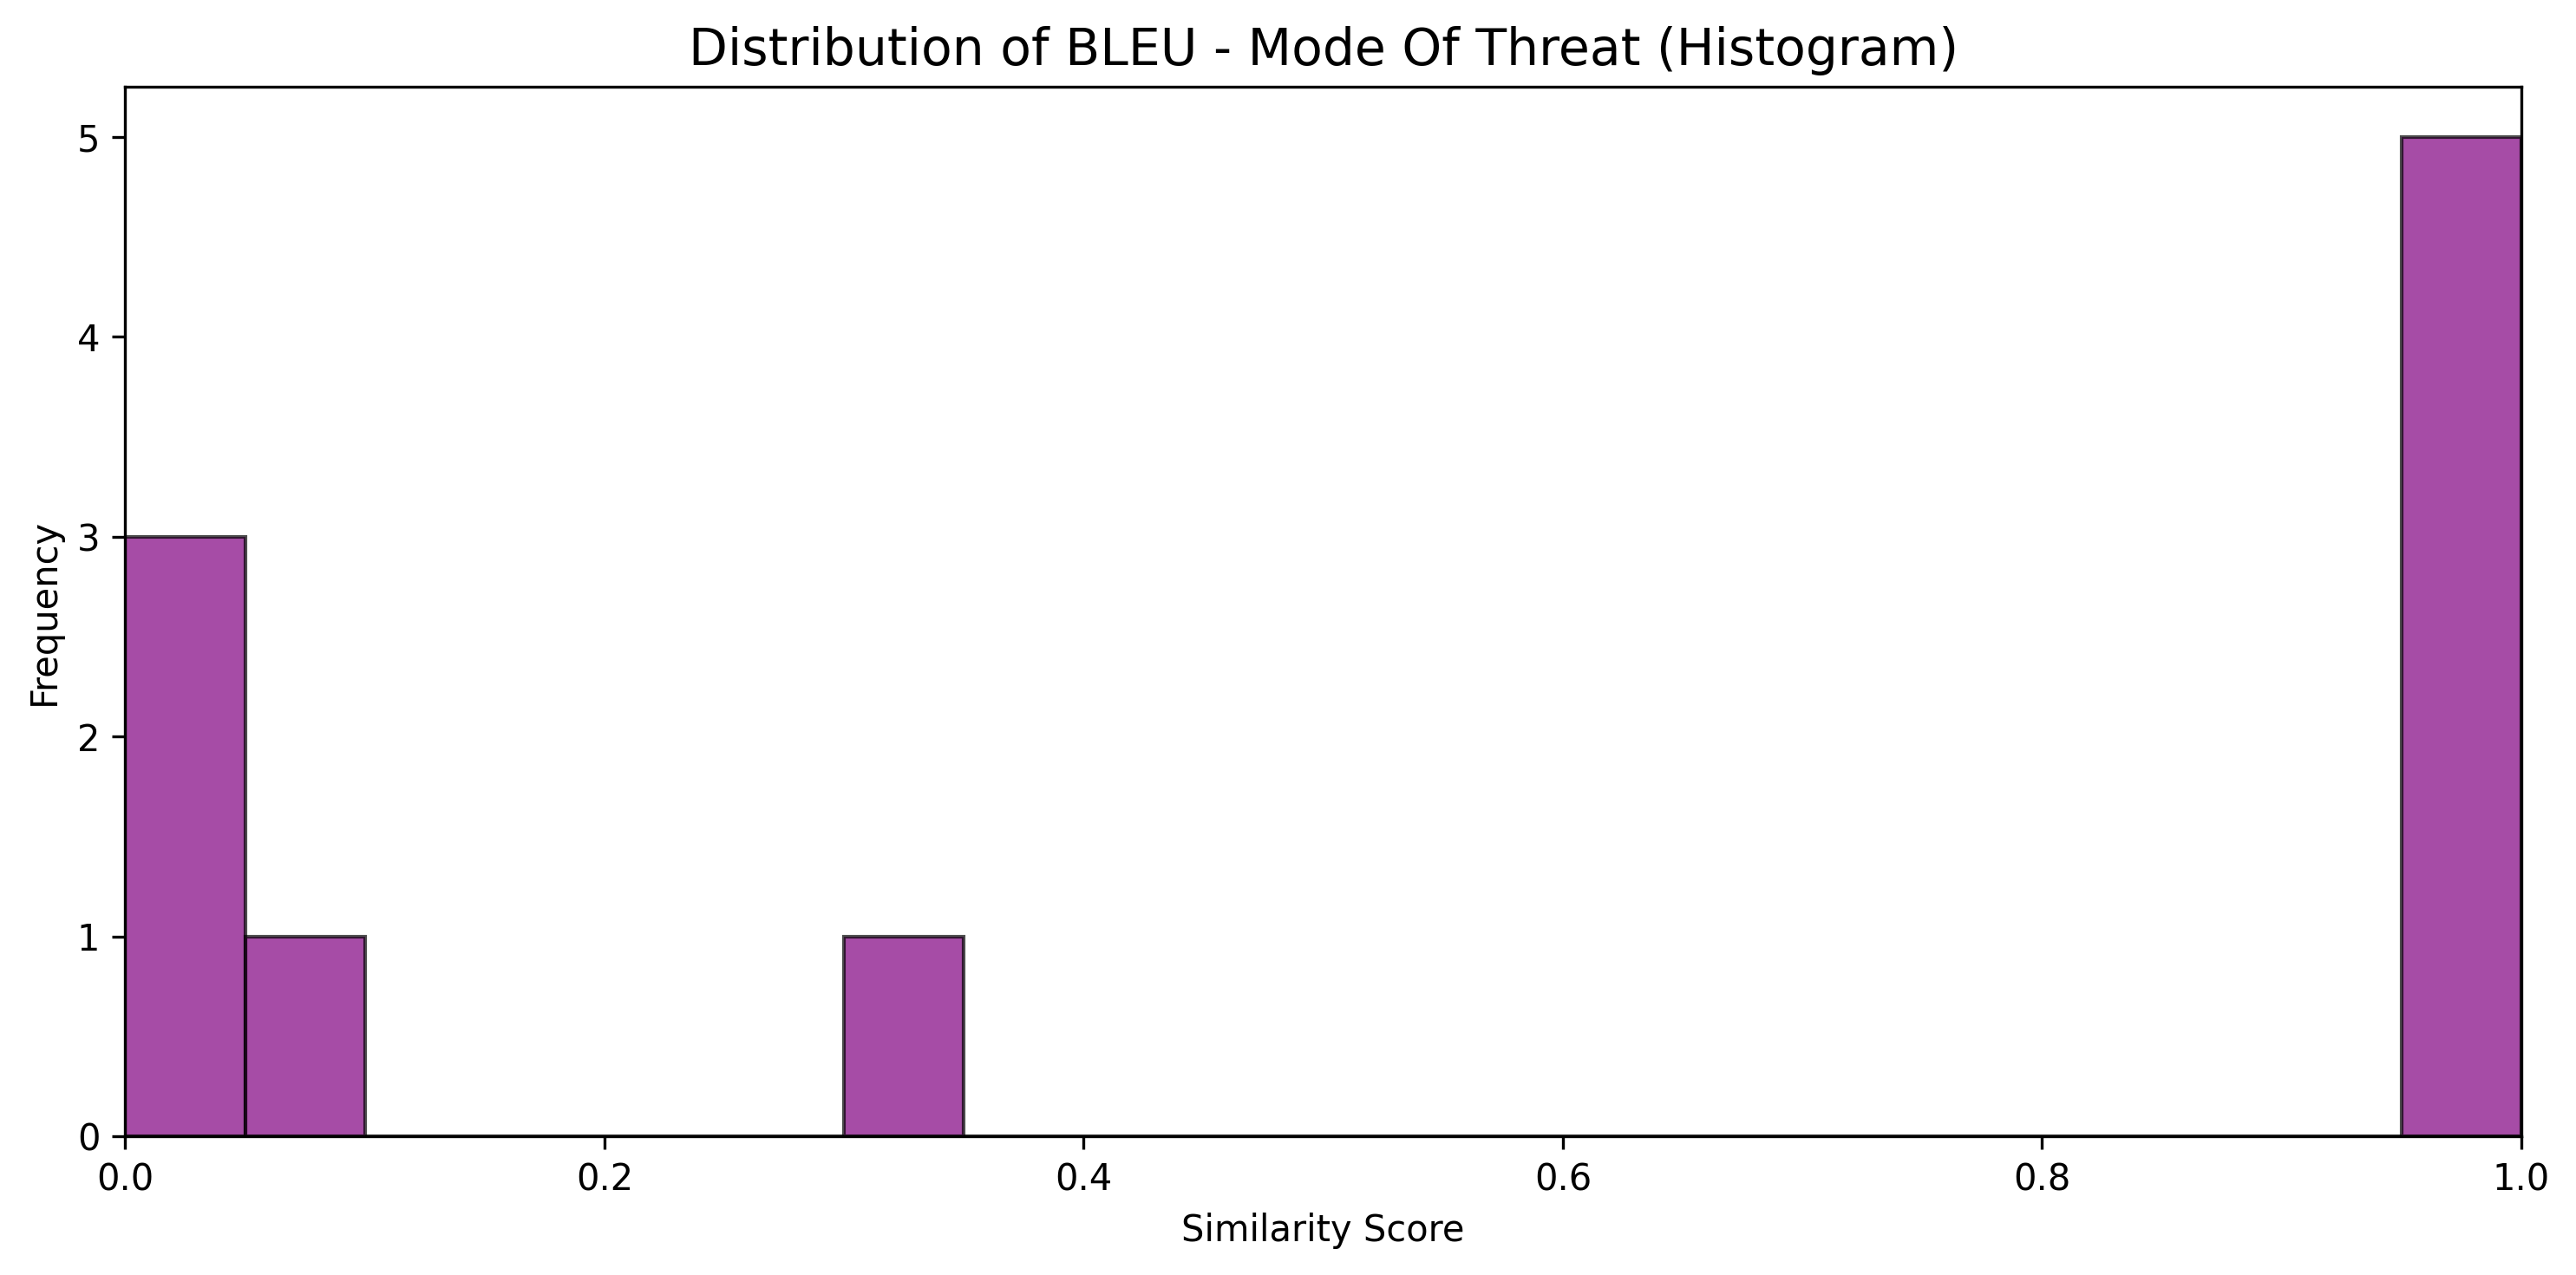 Distribution of BLEU - Mode Of Threat (Histogram)
5
4
3
2
1
0
Frequency
0.0 0.2 0.4 0.6 0.8 1.0
Similarity Score